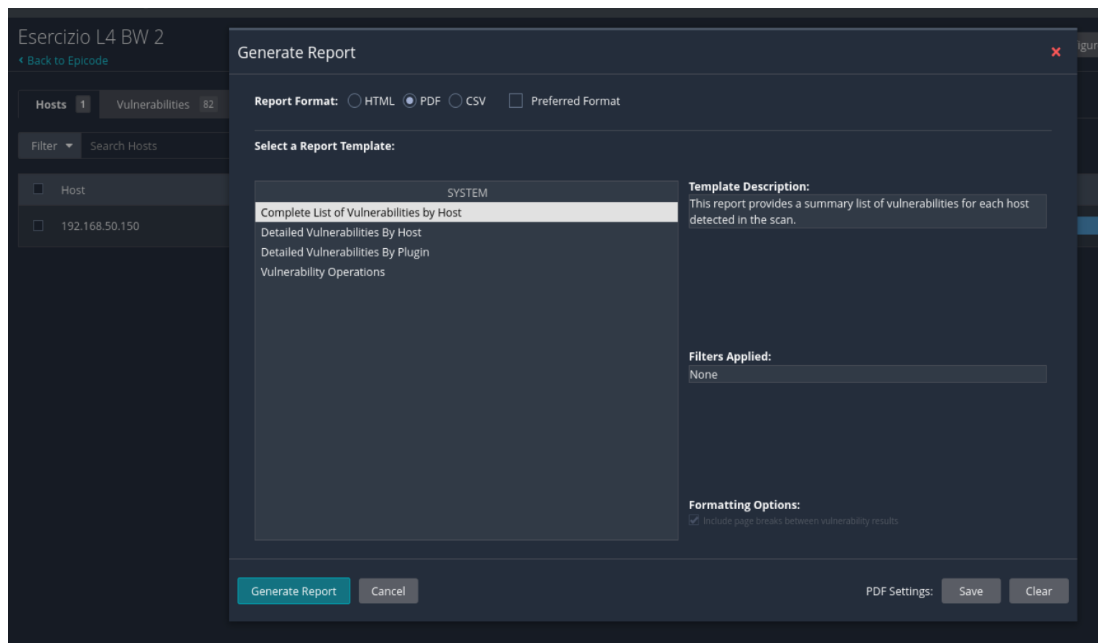 Esercizio L4 BW 2
Back to Epicode
Hosts 1 Vulnerabilities 82
Filter Search Hosts
Host
192.168.50.150
Generate Report
Report Format: HTML PDF CSV Preferred Format
Select a Report Template:
SYSTEM
Complete List of Vulnerabilities by Host
Detailed Vulnerabilities By Host
Detailed Vulnerabilities By Plugin
Vulnerability Operations
Template Description:
This report provides a summary list of vulnerabilities for each host
detected in the scan.
Filters Applied:
None
Formatting Options:
Include page breaks between vulnerability results
Generate Report Cancel PDF Settings: Save Clear